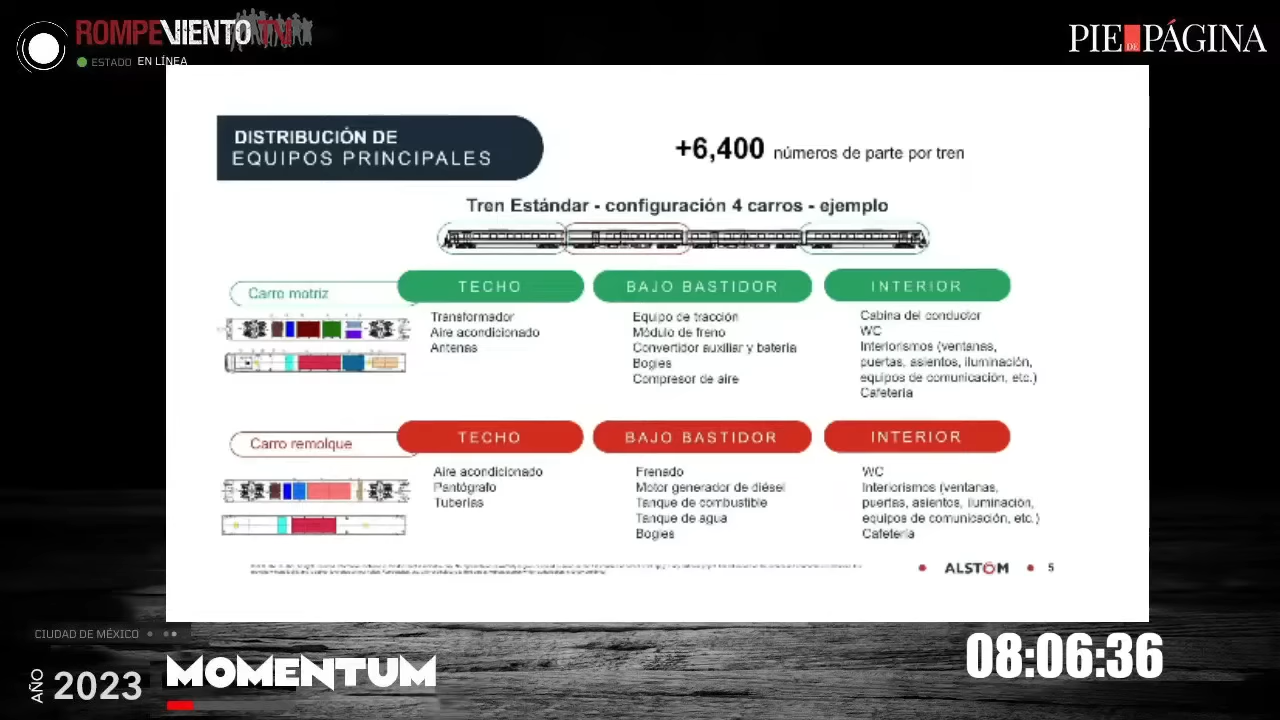 ROMPEVIENTO TV
ESTADO EN LÍNEA
PIE DE PÁGINA
DISTRIBUCIÓN DE
EQUIPOS PRINCIPALES
+6,400 números de parte por tren
Tren Estándar - configuración 4 carros - ejemplo
Carro motriz
TECHO
Transformador
Aire acondicionado
Antenas
BAJO BASTIDOR
Equipo de tracción
Módulo de freno
Convertidor auxiliar y batería
Bogies
Compresor de aire
INTERIOR
Cabina del conductor
WC
Interiorismos (ventanas,
puertas, asientos, iluminación,
equipos de comunicación, etc.)
Cafetería
Carro remolque
TECHO
Aire acondicionado
Pantógrafo
Tuberías
BAJO BASTIDOR
Frenado
Motor generador de diésel
Tanque de combustible
Tanque de agua
Bogies
INTERIOR
WC
Interiorismos (ventanas,
puertas, asientos, iluminación,
equipos de comunicación, etc.)
Cafetería
ALSTOM 5
CIUDAD DE MÉXICO
AÑO 2023
MOMENTUM
08:06:36